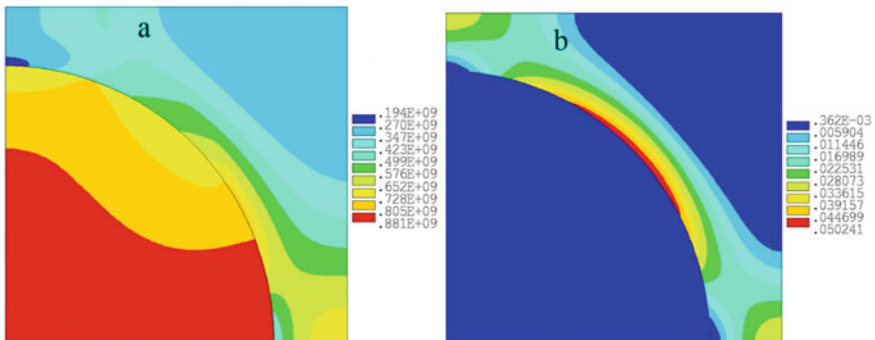 a
.194E+09
.270E+09
.347E+09
.423E+09
.499E+09
.576E+09
.652E+09
.728E+09
.805E+09
.881E+09
b
.362E-03
.005904
.011446
.016989
.022531
.028073
.033615
.039157
.044699
.050241